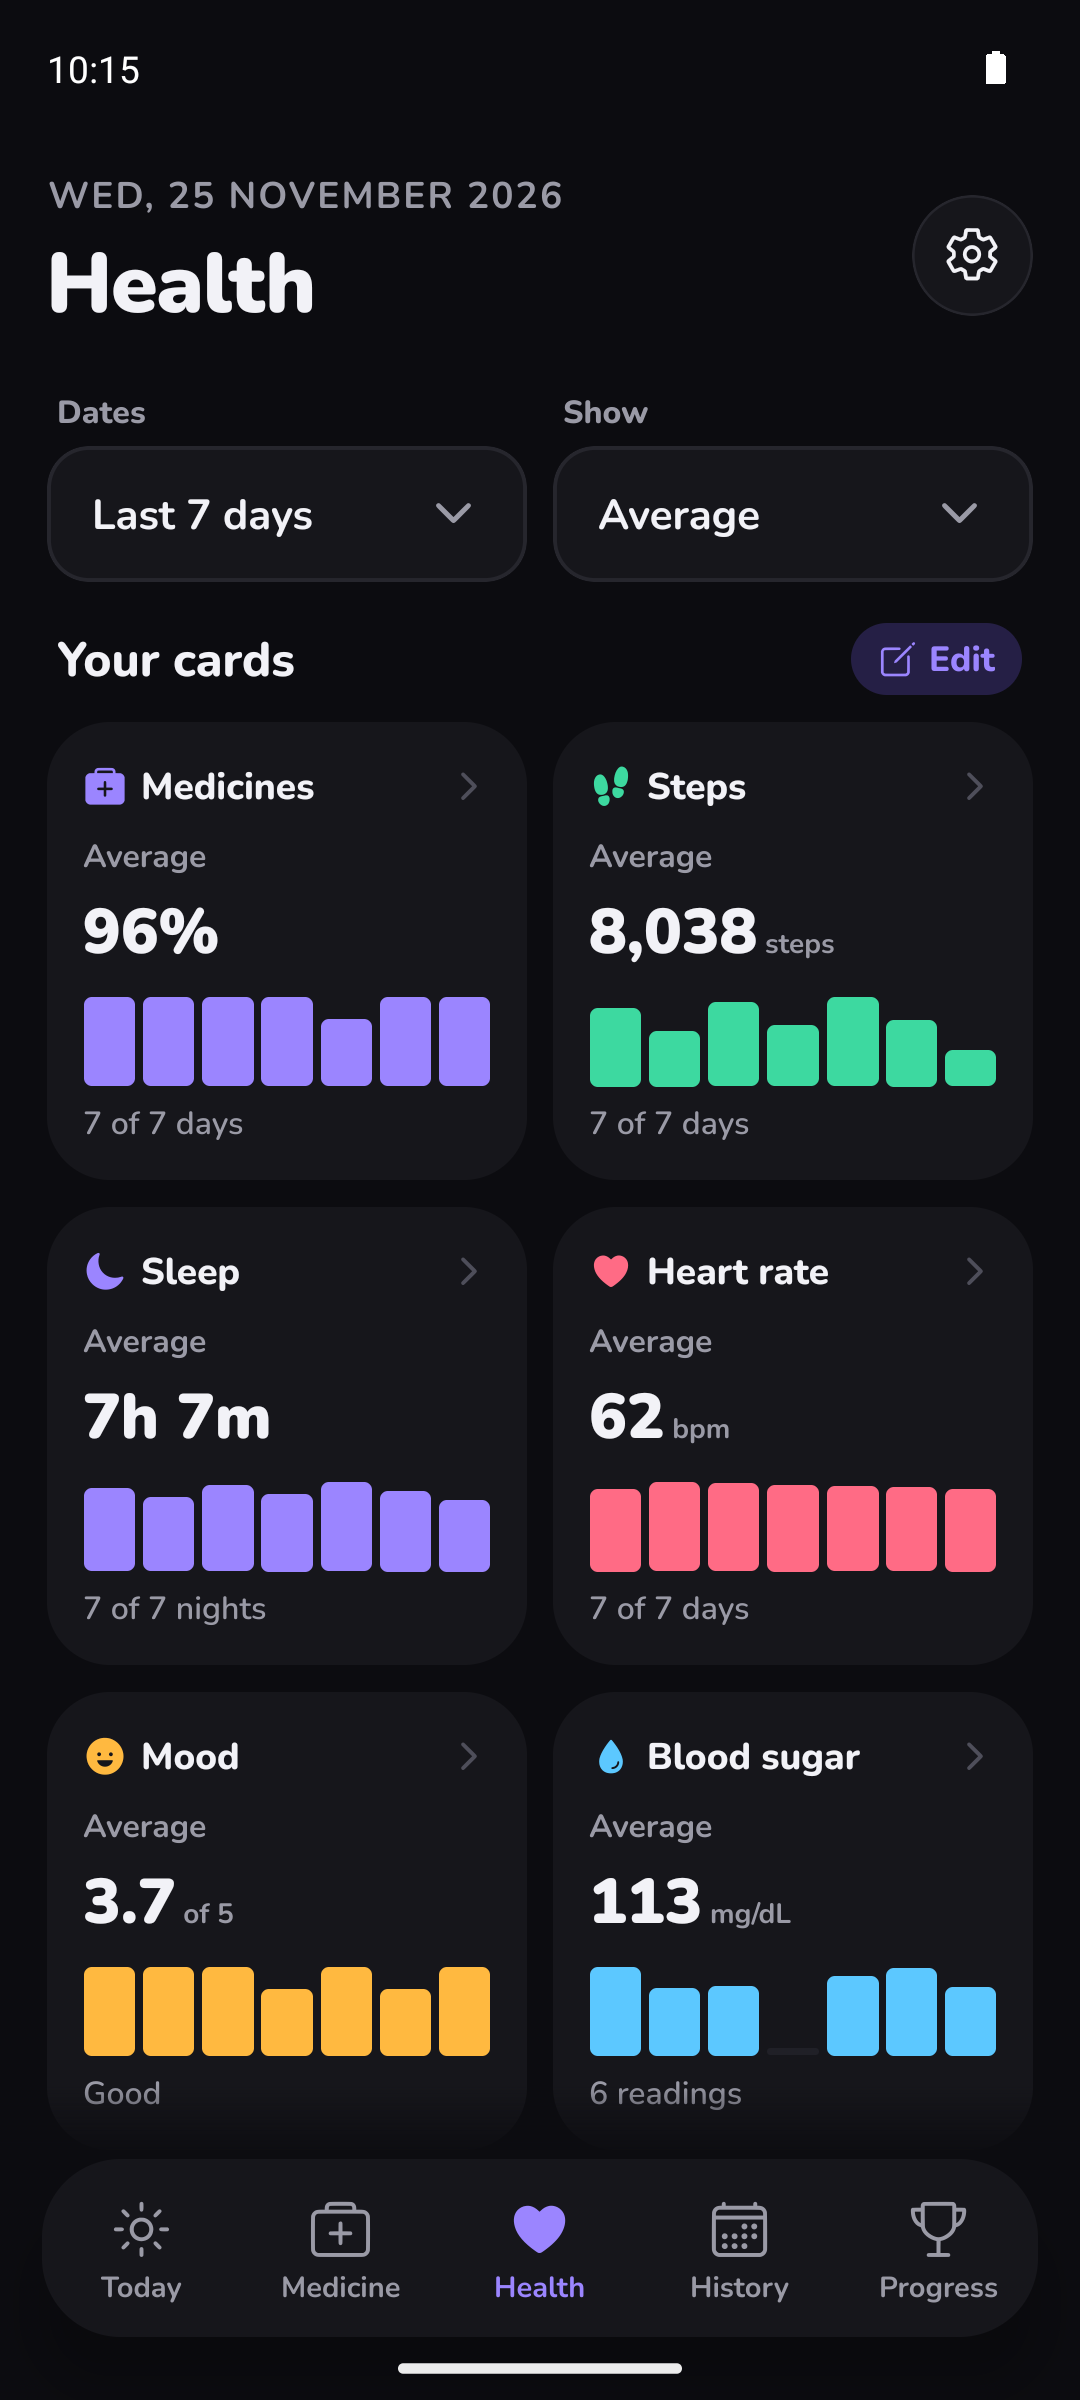 10:15
WED, 25 NOVEMBER 2026
Health
Dates
Show
Last 7 days
Average
Your cards
Edit
Medicines
Average
96%
7 of 7 days
Steps
Average
8,038 steps
7 of 7 days
Sleep
Average
7h 7m
7 of 7 nights
Heart rate
Average
62 bpm
7 of 7 days
Mood
Average
3.7 of 5
Good
Blood sugar
Average
113 mg/dL
6 readings
Today
Medicine
Health
History
Progress